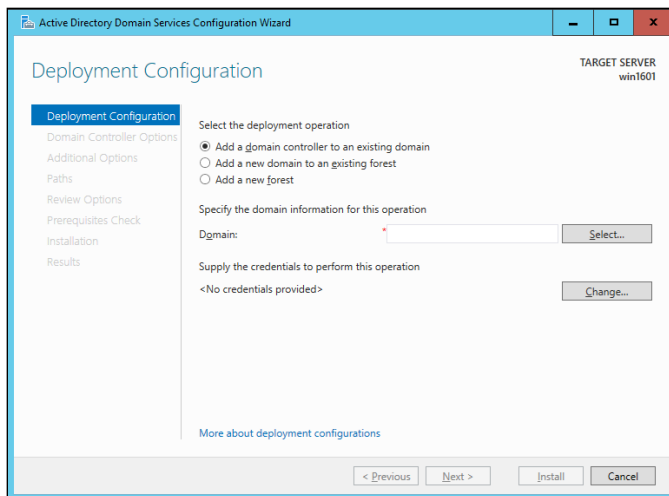 Active Directory Domain Services Configuration Wizard
Deployment Configuration
TARGET SERVER
win1601
Deployment Configuration
Domain Controller Options
Additional Options
Paths
Review Options
Prerequisites Check
Installation
Results
Select the deployment operation
Add a domain controller to an existing domain
Add a new domain to an existing forest
Add a new forest
Specify the domain information for this operation
Domain: *
Select...
Supply the credentials to perform this operation
<No credentials provided>
Change...
More about deployment configurations
< Previous Next > Install Cancel